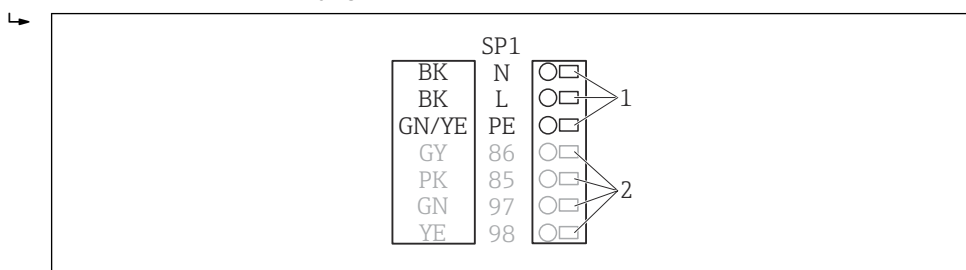 SP1
BK N
BK L 1
GN/YE PE
GY 86
PK 85 2
GN 97
YE 98